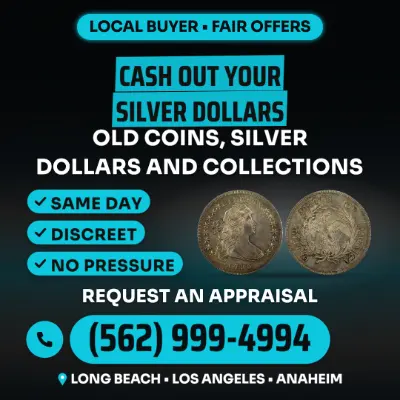 LOCAL BUYER • FAIR OFFERS
CASH OUT YOUR
SILVER DOLLARS
OLD COINS, SILVER
DOLLARS AND COLLECTIONS
SAME DAY
DISCREET
NO PRESSURE
REQUEST AN APPRAISAL
(562) 999-4994
LONG BEACH • LOS ANGELES • ANAHEIM